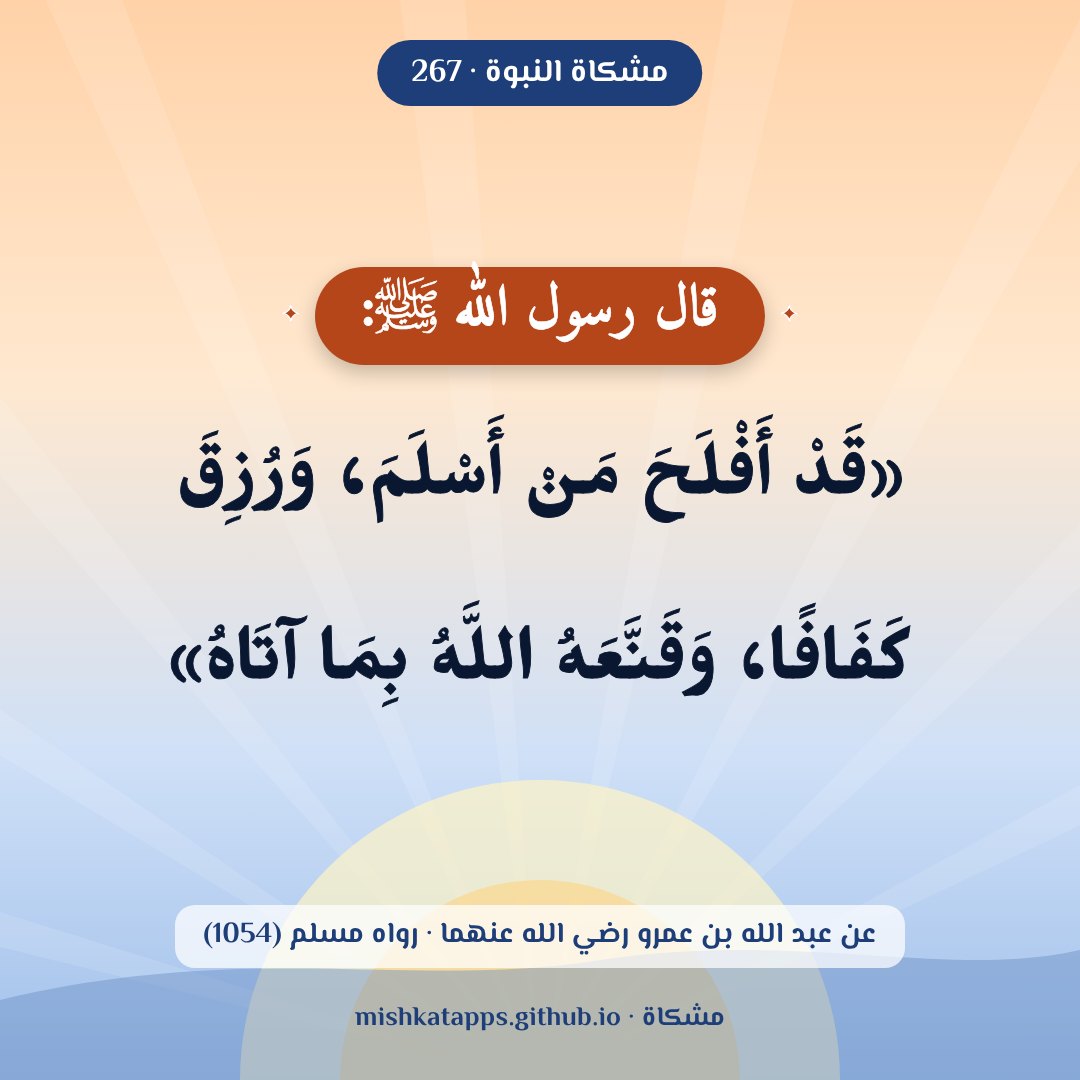 مشكاة النبوة · 267
قال رسول الله ﷺ:
«قَدْ أَفْلَحَ مَنْ أَسْلَمَ، وَرُزِقَ
كَفَافًا، وَقَنَّعَهُ اللَّهُ بِمَا آتَاهُ»
عن عبد الله بن عمرو رضي الله عنهما · رواه مسلم (1054)
مشكاة · mishkatapps.github.io